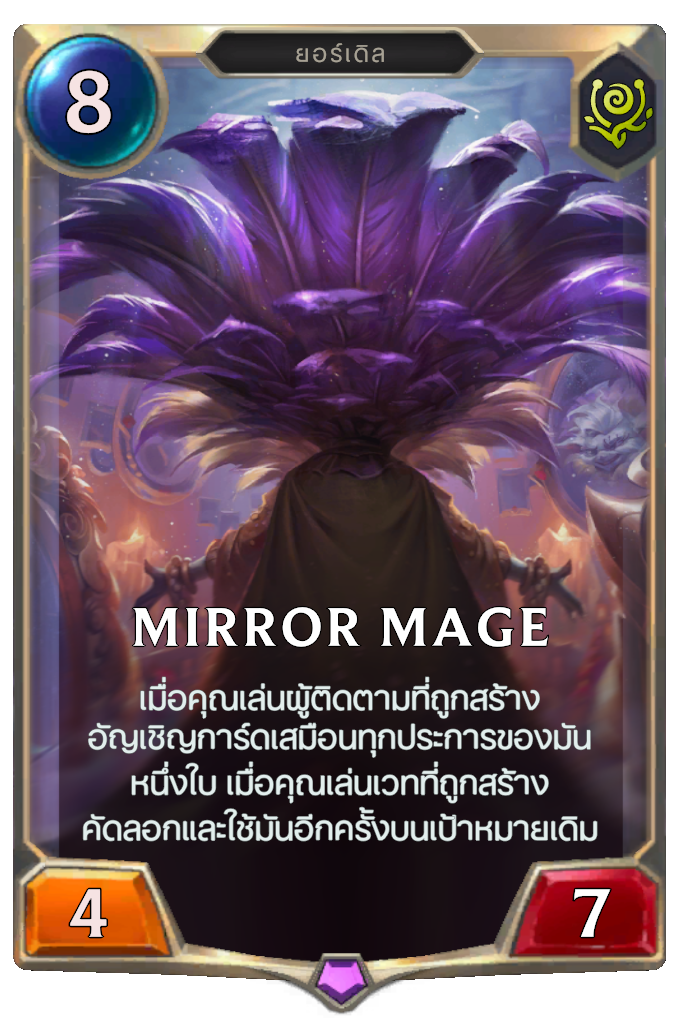 ยอร์เดิล
8
MIRROR MAGE
เมื่อคุณเล่นผู้ติดตามที่ถูกสร้าง
อัญเชิญการ์ดเสมือนทุกประการของมัน
หนึ่งใบ เมื่อคุณเล่นเวทที่ถูกสร้าง
คัดลอกและใช้มันอีกครั้งบนเป้าหมายเดิม
4
7